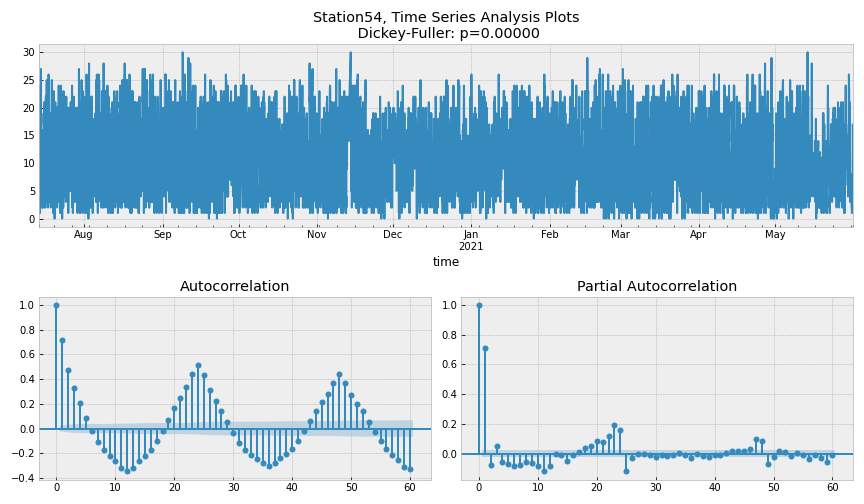 Station54, Time Series Analysis Plots
Dickey-Fuller: p=0.00000
30
25
20
15
10
5
0
Aug Sep Oct Nov Dec Jan Feb Mar Apr May
2021
time
Autocorrelation Partial Autocorrelation
1.0 1.0
0.8 0.8
0.6 0.6
0.4 0.4
0.2 0.2
0.0 0.0
−0.2
−0.4
0 10 20 30 40 50 60 0 10 20 30 40 50 60